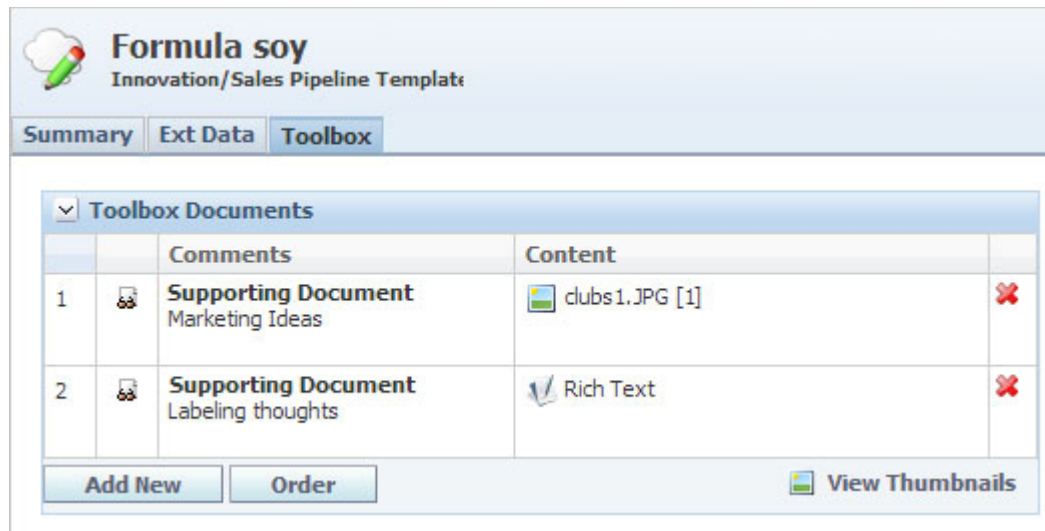 Formula soy
Innovation/Sales Pipeline Template
Summary Ext Data Toolbox
Toolbox Documents
Comments Content
1 Supporting Document clubs1.JPG [1]
Marketing Ideas
2 Supporting Document Rich Text
Labeling thoughts
Add New Order View Thumbnails